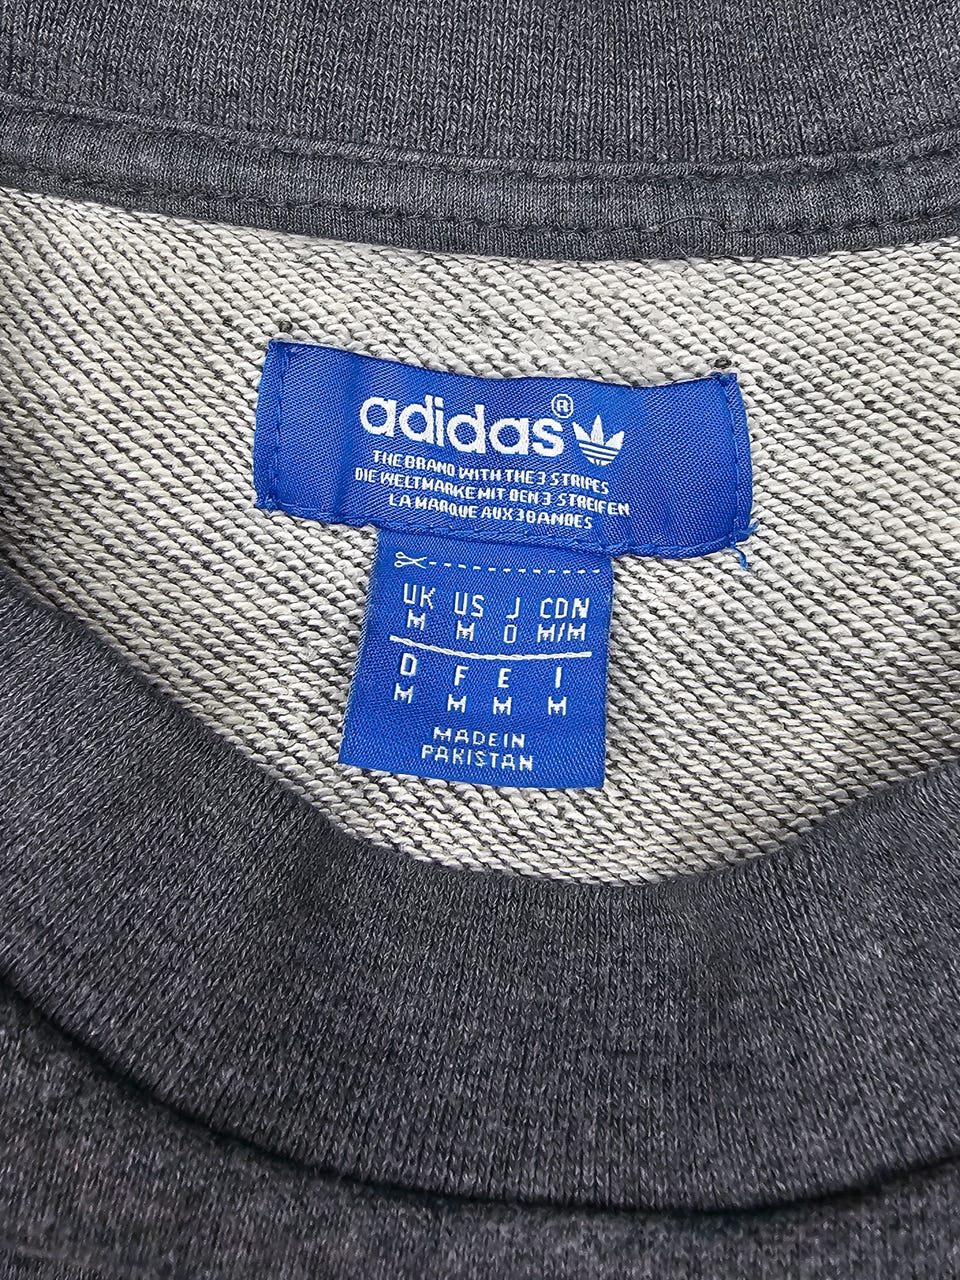 adidas®
THE BRAND WITH THE 3 STRIPES
DIE WELTMARKE MIT DEN 3 STREIFEN
LA MARQUE AUX 3 BANDES
UK US J CDN
M M O M/M
D F E I
M M M M
MADE IN
PAKISTAN